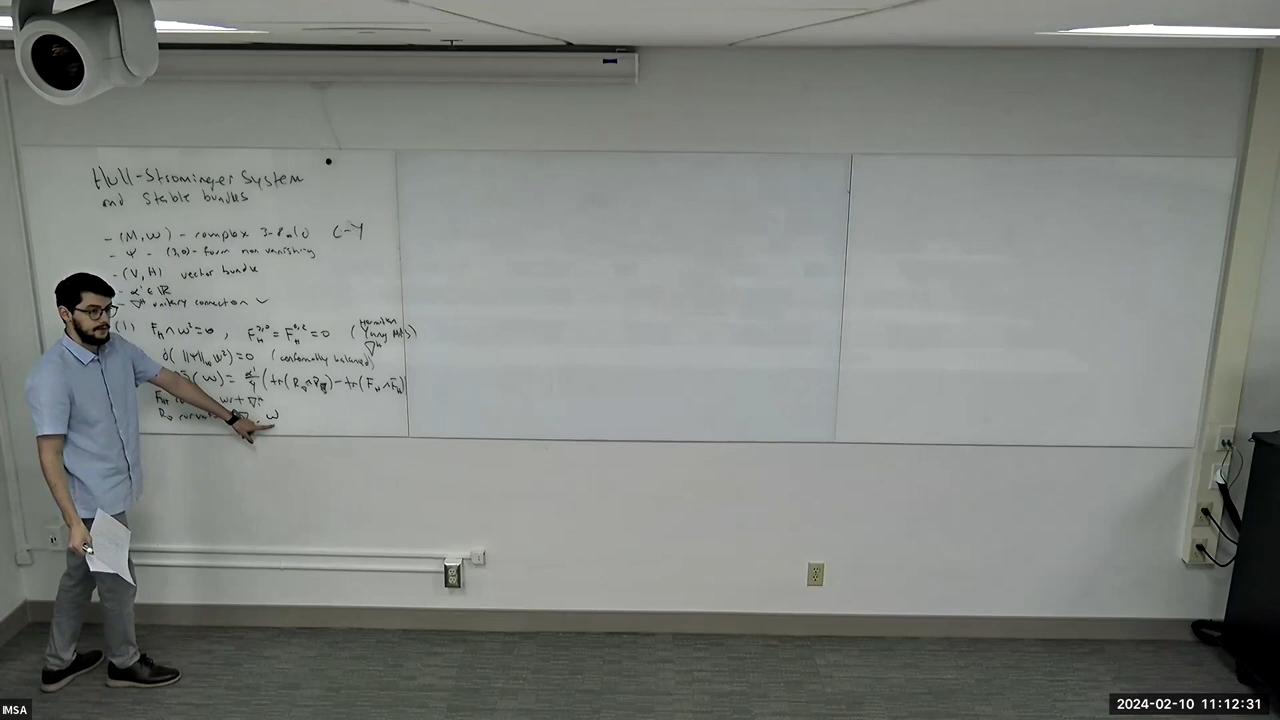 Hull-Strominger System
and Stable bundles
- (M, ω) - complex 3-fold C-Y
- Ψ - (3,0)-form non vanishing
- (V, H) vector bundle
- α' ∈ ℝ
- ∇ᴴ unitary connection
(1) F_H ∧ ω² = 0, F_H^{2,0} = F_H^{0,2} = 0 (Hermitian Yang Mills)
d(||Ψ||_ω ω²) = 0 (conformally balanced)
(ω) = α'/4 (tr(R_∇ ∧ R_∇) - tr(F_H ∧ F_H))
wrt ∇ᴴ
R_∇ ω
IMSA
2024-02-10 11:12:31